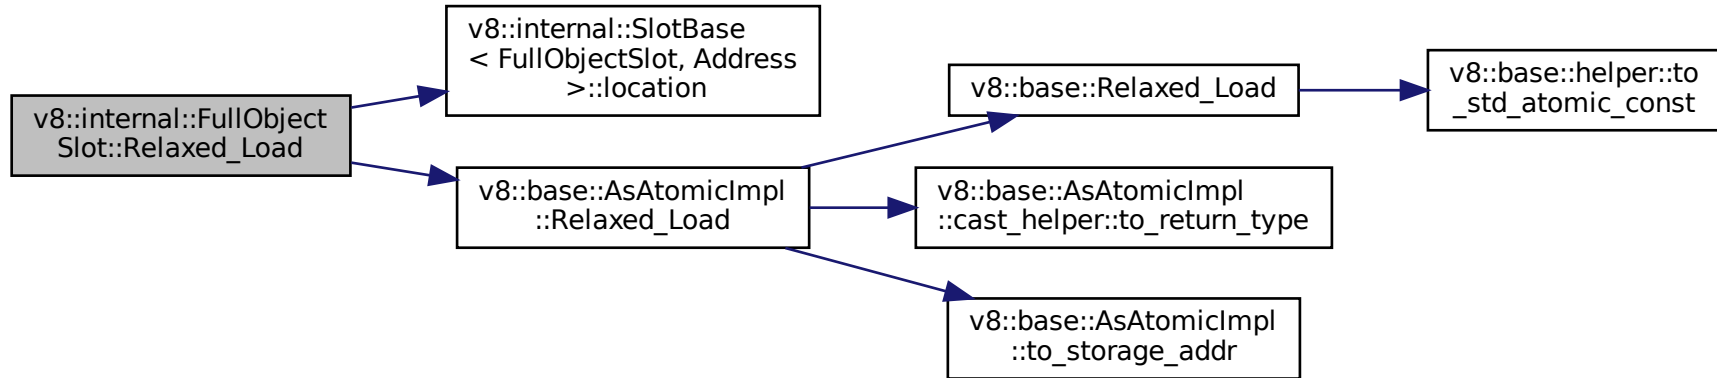 v8::internal::FullObject
Slot::Relaxed_Load
v8::internal::SlotBase
< FullObjectSlot, Address
>::location
v8::base::AsAtomicImpl
::Relaxed_Load
v8::base::Relaxed_Load
v8::base::helper::to
_std_atomic_const
v8::base::AsAtomicImpl
::cast_helper::to_return_type
v8::base::AsAtomicImpl
::to_storage_addr